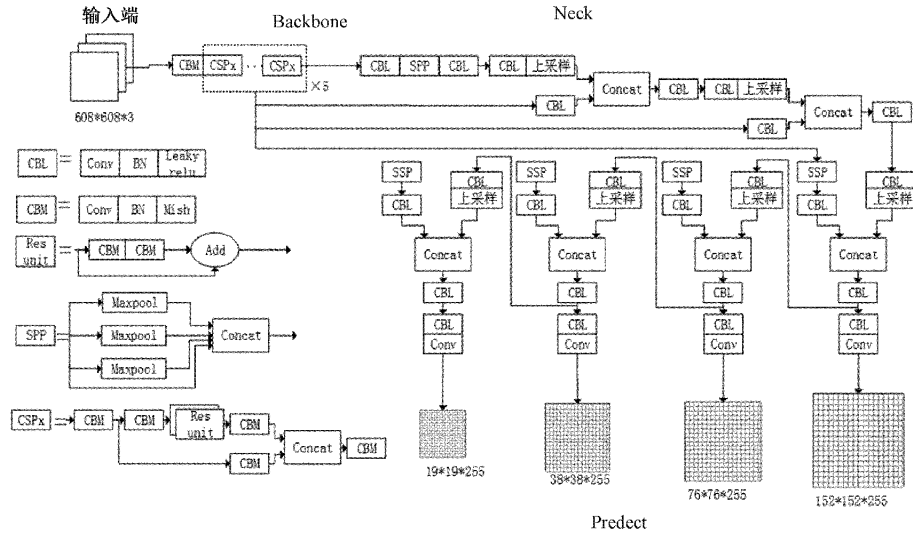 输入端
Backbone
Neck
CBM CSPx ·· CSPx
×5
CBL SPP CBL
CBL 上采样
Concat
CBL
CBL 上采样
Concat
CBL
CBL
CBL
608*608*3
CBL Conv BN Leaky relu
CBM Conv BN Mish
Res unit CBM CBM Add
SPP Maxpool Maxpool Maxpool Concat
CSPx CBM CBM Res unit CBM CBM Concat CBM
SSP CBL 上采样 SSP CBL 上采样 SSP CBL 上采样 SSP CBL 上采样
CBL CBL CBL CBL
Concat Concat Concat Concat
CBL CBL CBL CBL
CBL CBL CBL CBL
Conv Conv Conv Conv
19*19*255
38*38*255
76*76*255
152*152*255
Predect